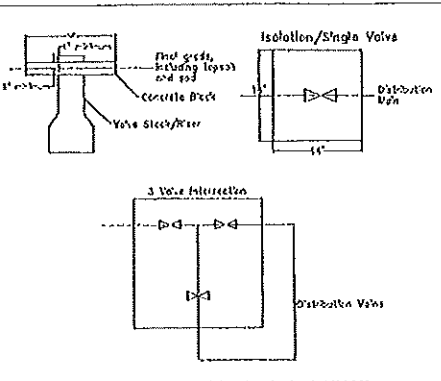 Final grade,
including topsoil
and sod
Concrete Block
Valve Stack/Riser
Isolation/Single Valve
Distribution
Main
3 Valve Intersection
Distribution Mains